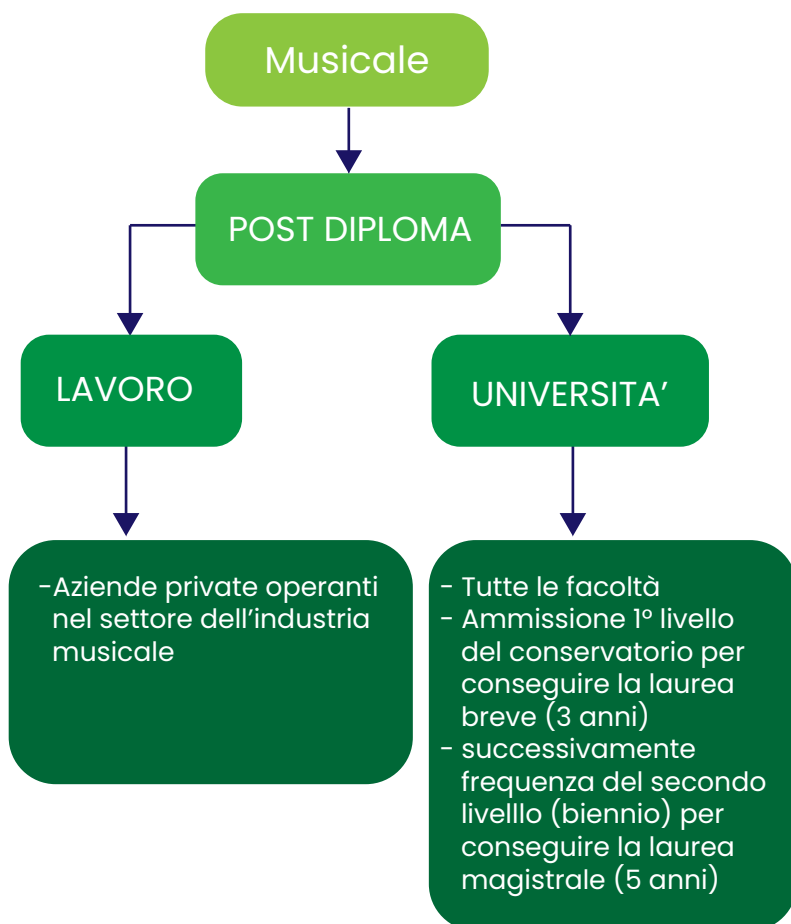 Musicale
POST DIPLOMA
LAVORO
UNIVERSITA’
-Aziende private operanti
nel settore dell’industria
musicale
- Tutte le facoltà
- Ammissione 1° livello
del conservatorio per
conseguire la laurea
breve (3 anni)
- successivamente
frequenza del secondo
livelllo (biennio) per
conseguire la laurea
magistrale (5 anni)